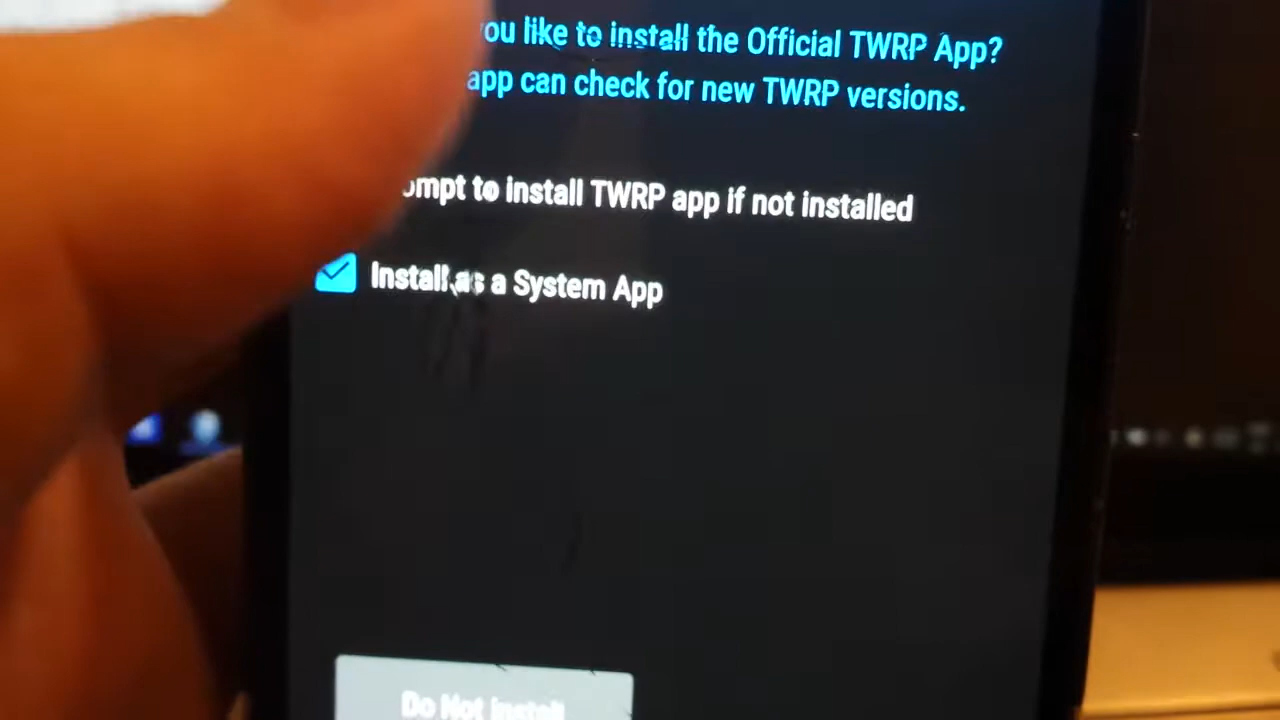 ou like to install the Official TWRP App?
app can check for new TWRP versions.
ompt to install TWRP app if not installed
Install as a System App
Do Not Install